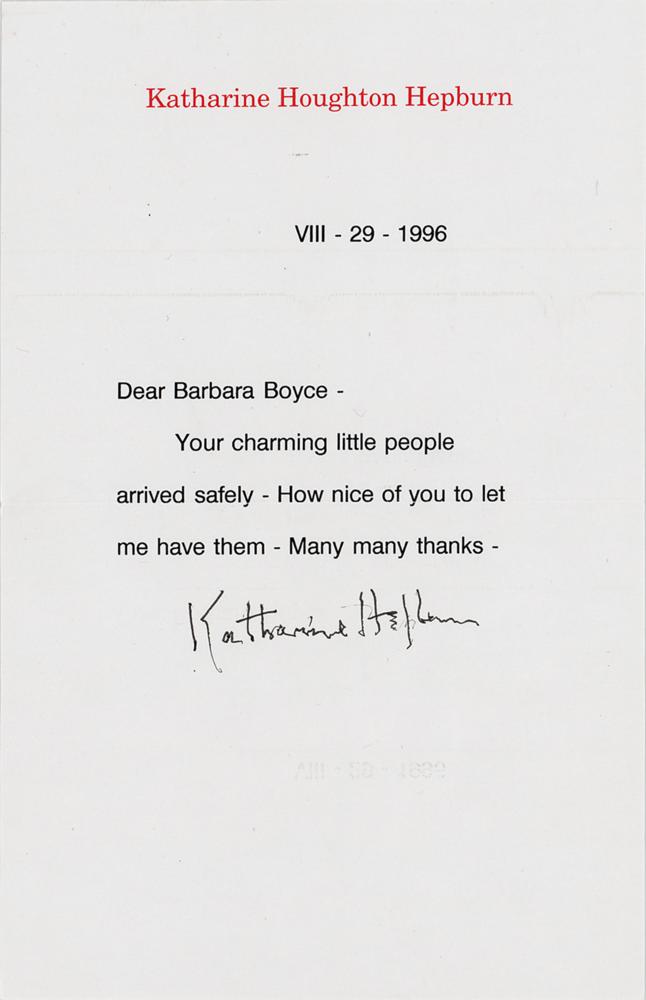 Katharine Houghton Hepburn
VIII - 29 - 1996
Dear Barbara Boyce -
Your charming little people
arrived safely - How nice of you to let
me have them - Many many thanks -
Katharine Hepburn